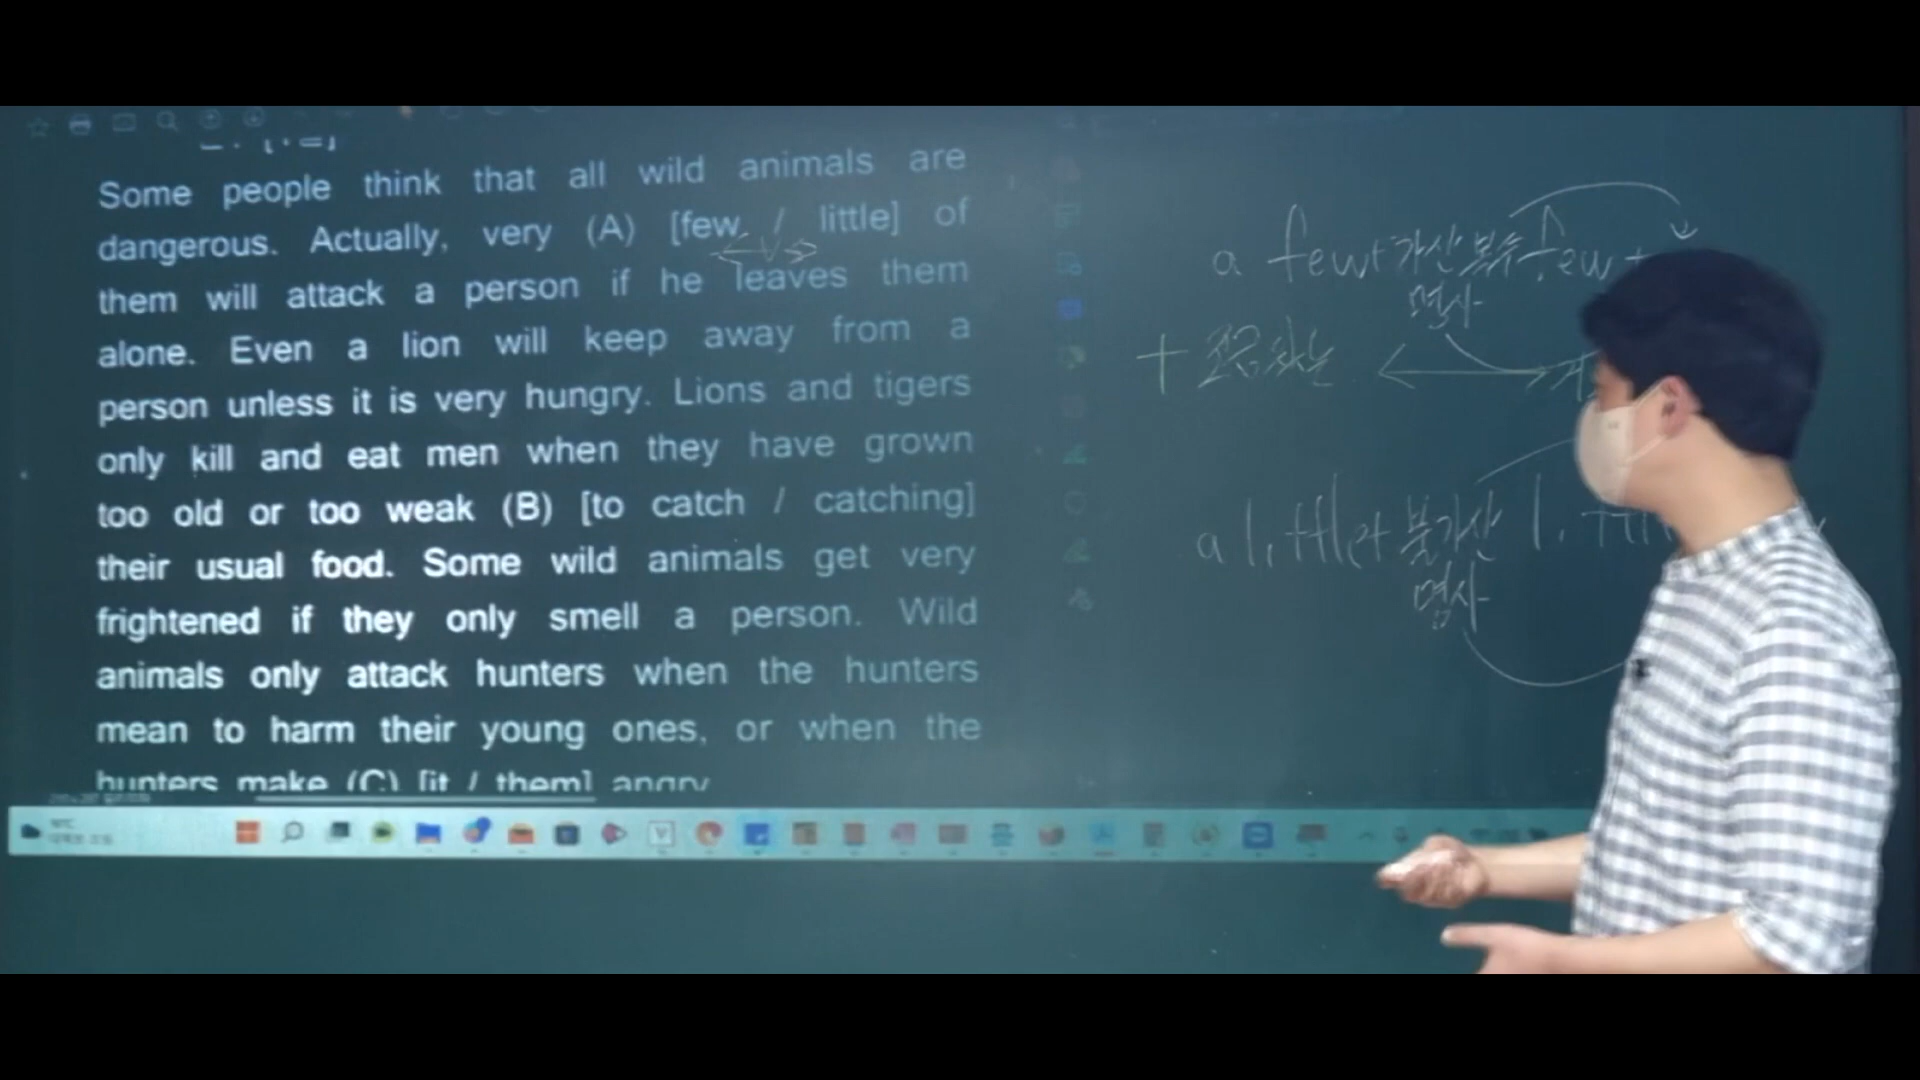 Some people think that all wild animals are
dangerous. Actually, very (A) [few / little] of
them will attack a person if he leaves them
alone. Even a lion will keep away from a
person unless it is very hungry. Lions and tigers
only kill and eat men when they have grown
too old or too weak (B) [to catch / catching]
their usual food. Some wild animals get very
frightened if they only smell a person. Wild
animals only attack hunters when the hunters
mean to harm their young ones, or when the
hunters make (C) [it / them] angry
a few+ 가산 복수 few +
명사
+ 조금 있는
a little+ 불가산
명사